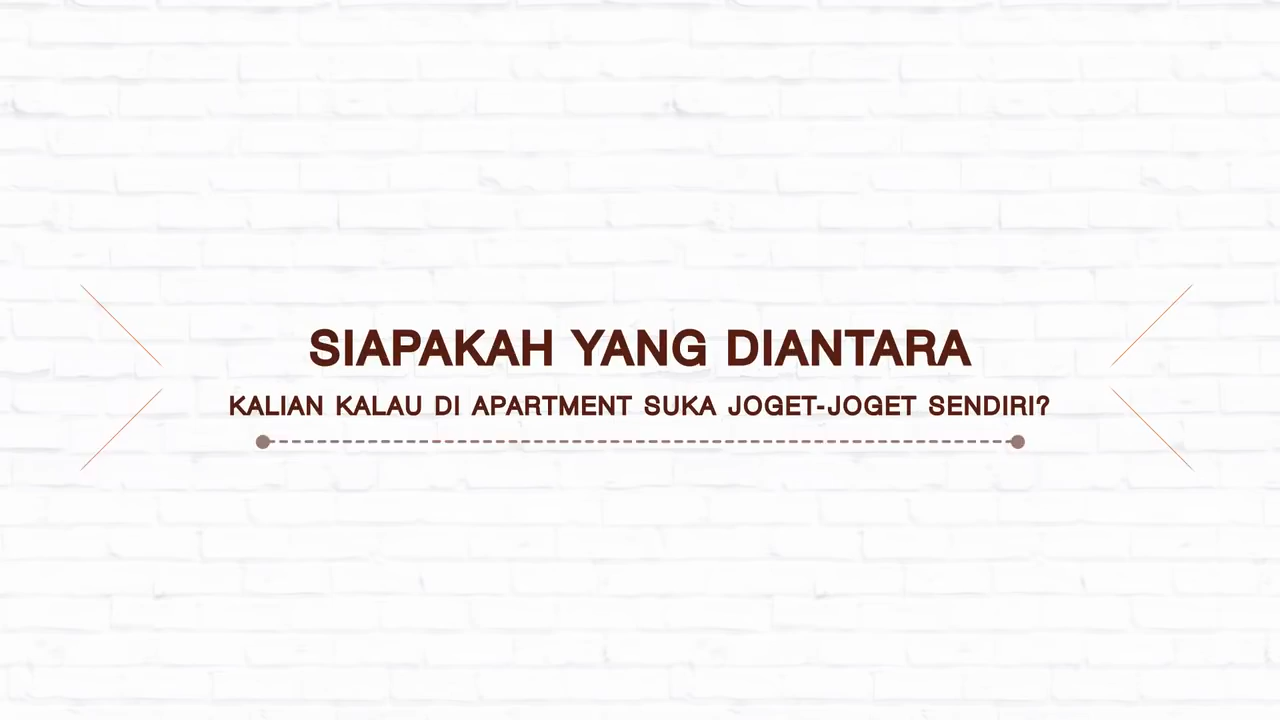 SIAPAKAH YANG DIANTARA
KALIAN KALAU DI APARTMENT SUKA JOGET-JOGET SENDIRI?